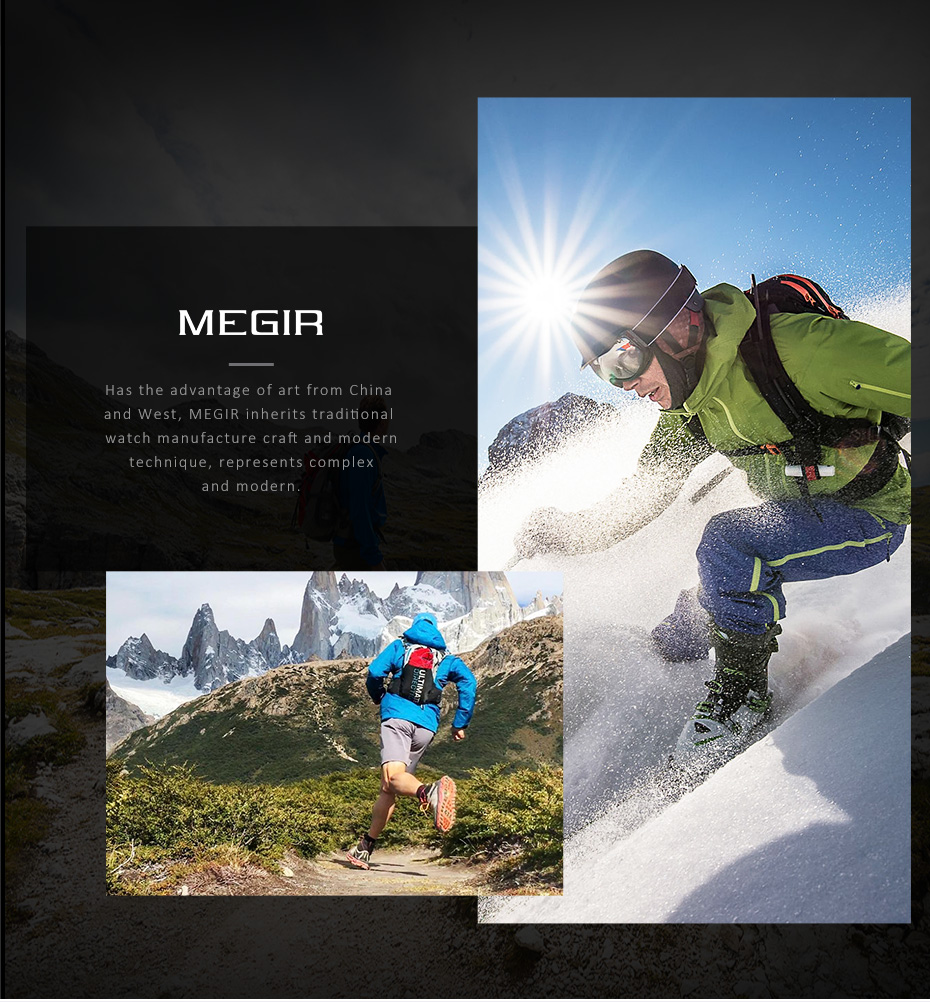 MEGIR
Has the advantage of art from China
and West, MEGIR inherits traditional
watch manufacture craft and modern
technique, represents complex
and modern.